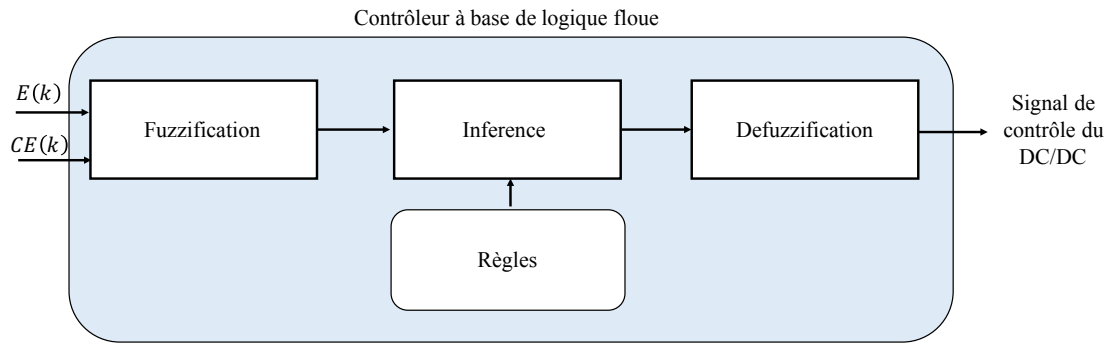 Contrôleur à base de logique floue
E(k)
CE(k)
Fuzzification
Inference
Defuzzification
Signal de
contrôle du
DC/DC
Règles